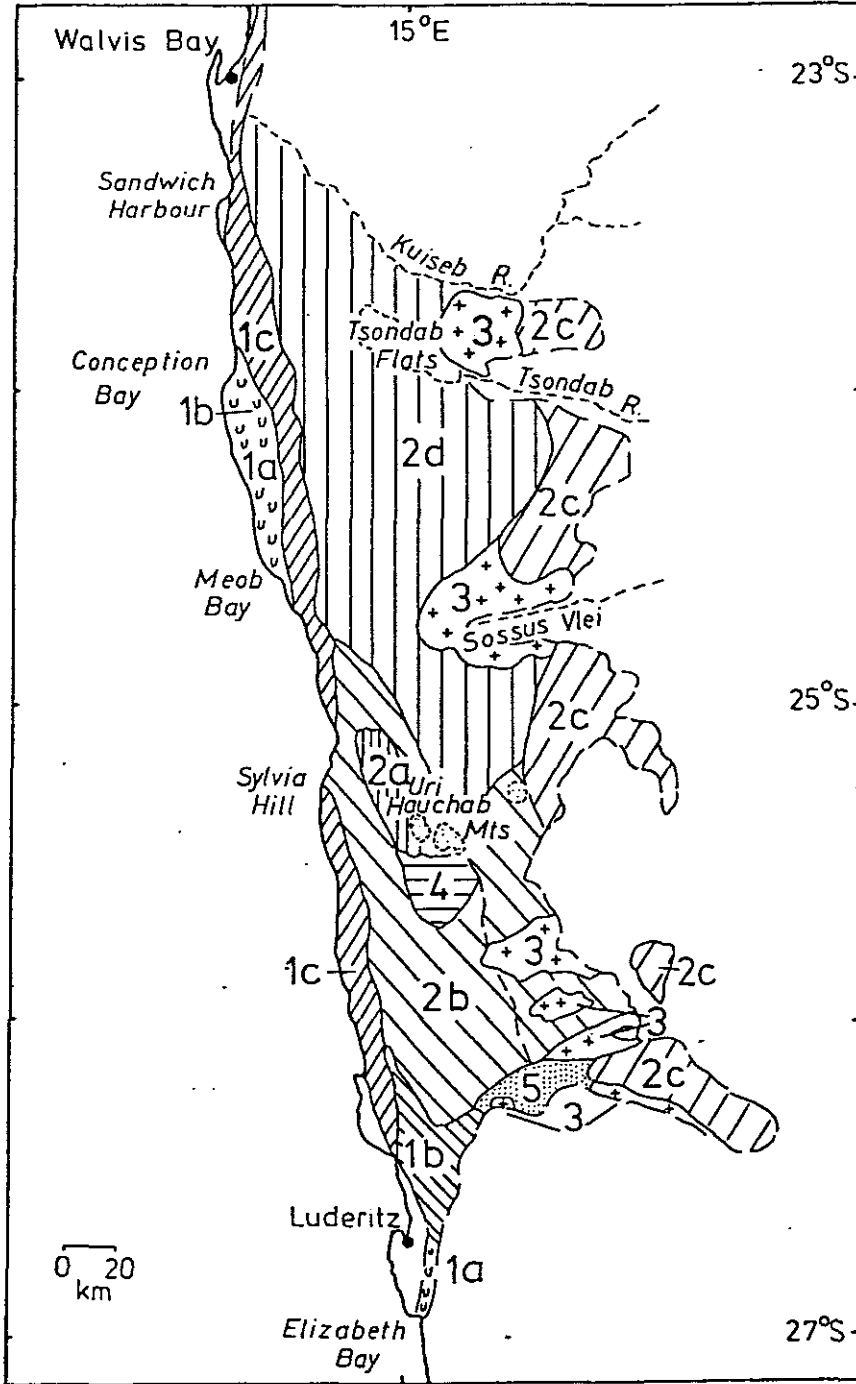 15°E
Walvis Bay
23°S
Sandwich
Harbour
Kuiseb R.
3
2c
Tsondab
Flats
1c
Conception
Bay
Tsondab R.
1b
1a
2d
2c
Meob
Bay
3
Sossus Vlei
25°S
2c
2a
Sylvia
Hill
Uri
Hauchab
Mts
4
3
1c
2c
2b
3
5
2c
3
1b
Luderitz
1a
0 20
km
Elizabeth
Bay
27°S